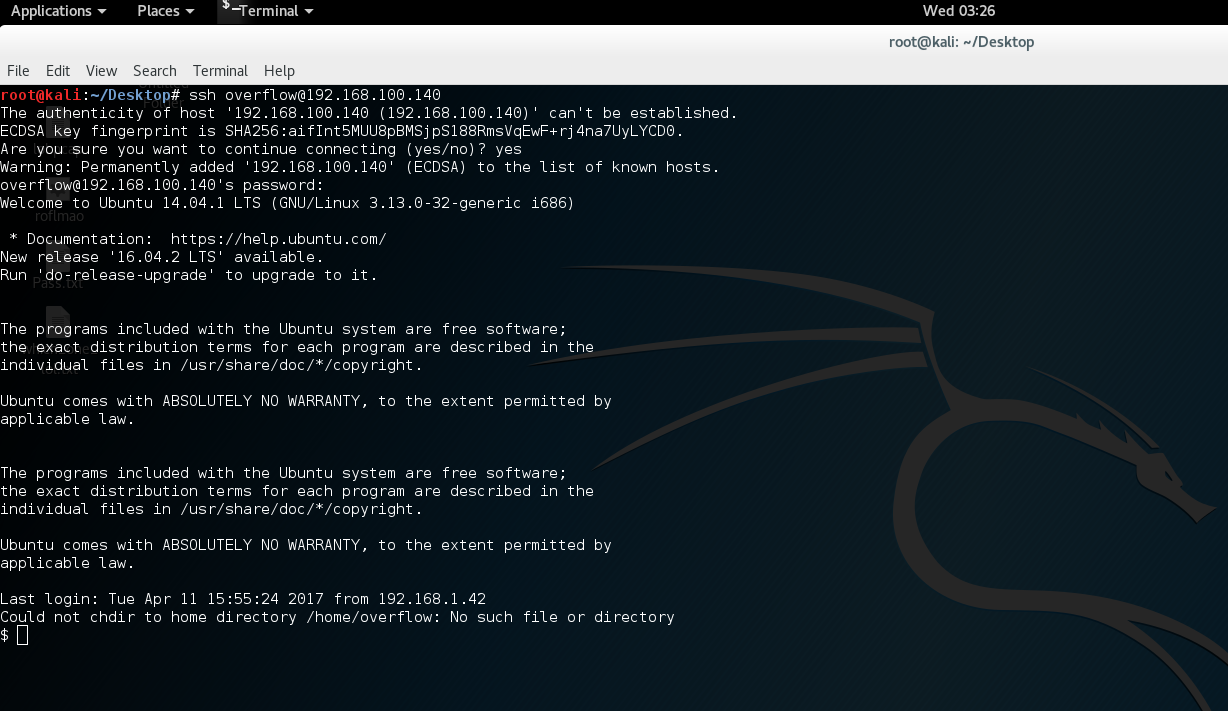 Applications Places Terminal Wed 03:26
root@kali: ~/Desktop
File Edit View Search Terminal Help
root@kali:~/Desktop# ssh overflow@192.168.100.140
The authenticity of host '192.168.100.140 (192.168.100.140)' can't be established.
ECDSA key fingerprint is SHA256:aifInt5MUU8pBMSjpS188RmsVqEwF+rj4na7UyLYCD0.
Are you sure you want to continue connecting (yes/no)? yes
Warning: Permanently added '192.168.100.140' (ECDSA) to the list of known hosts.
overflow@192.168.100.140's password:
Welcome to Ubuntu 14.04.1 LTS (GNU/Linux 3.13.0-32-generic i686)
roflmao
* Documentation:  https://help.ubuntu.com/
New release '16.04.2 LTS' available.
Run 'do-release-upgrade' to upgrade to it.
Pass.txt
The programs included with the Ubuntu system are free software;
the exact distribution terms for each program are described in the
individual files in /usr/share/doc/*/copyright.
Ubuntu comes with ABSOLUTELY NO WARRANTY, to the extent permitted by
applicable law.
The programs included with the Ubuntu system are free software;
the exact distribution terms for each program are described in the
individual files in /usr/share/doc/*/copyright.
Ubuntu comes with ABSOLUTELY NO WARRANTY, to the extent permitted by
applicable law.
Last login: Tue Apr 11 15:55:24 2017 from 192.168.1.42
Could not chdir to home directory /home/overflow: No such file or directory
$